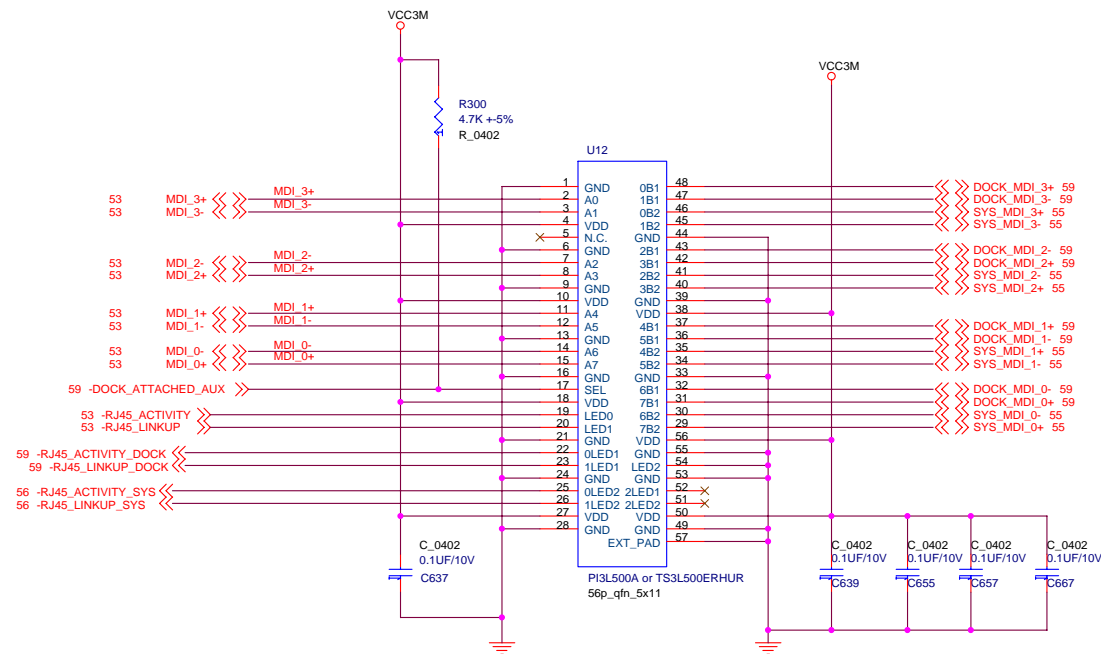 VCC3M
VCC3M
R300
4.7K +-5%
R_0402
1
U12
1 GND 0B1 48
53 MDI_3+ MDI_3+ 2 A0 1B1 47 DOCK_MDI_3+ 59
53 MDI_3- MDI_3- 3 A1 0B2 46 DOCK_MDI_3- 59
4 VDD 1B2 45 SYS_MDI_3+ 55
5 N.C. GND 44 SYS_MDI_3- 55
6 GND 2B1 43
53 MDI_2- MDI_2- 7 A2 3B1 42 DOCK_MDI_2- 59
53 MDI_2+ MDI_2+ 8 A3 2B2 41 DOCK_MDI_2+ 59
9 GND 3B2 40 SYS_MDI_2- 55
10 VDD GND 39 SYS_MDI_2+ 55
53 MDI_1+ MDI_1+ 11 A4 VDD 38
53 MDI_1- MDI_1- 12 A5 4B1 37 DOCK_MDI_1+ 59
13 GND 5B1 36 DOCK_MDI_1- 59
53 MDI_0- MDI_0- 14 A6 4B2 35 SYS_MDI_1+ 55
53 MDI_0+ MDI_0+ 15 A7 5B2 34 SYS_MDI_1- 55
16 GND GND 33
59 -DOCK_ATTACHED_AUX 17 SEL 6B1 32 DOCK_MDI_0- 59
18 VDD 7B1 31 DOCK_MDI_0+ 59
53 -RJ45_ACTIVITY 19 LED0 6B2 30 SYS_MDI_0- 55
53 -RJ45_LINKUP 20 LED1 7B2 29 SYS_MDI_0+ 55
21 GND VDD 56
59 -RJ45_ACTIVITY_DOCK 22 0LED1 GND 55
59 -RJ45_LINKUP_DOCK 23 1LED1 LED2 54
24 GND GND 53
56 -RJ45_ACTIVITY_SYS 25 0LED2 2LED1 52
56 -RJ45_LINKUP_SYS 26 1LED2 2LED2 51
27 VDD VDD 50
28 GND GND 49
EXT_PAD 57
C_0402
0.1UF/10V
C637
PI3L500A or TS3L500ERHUR
56p_qfn_5x11
C_0402 C_0402 C_0402 C_0402
0.1UF/10V 0.1UF/10V 0.1UF/10V 0.1UF/10V
C639 C655 C657 C667